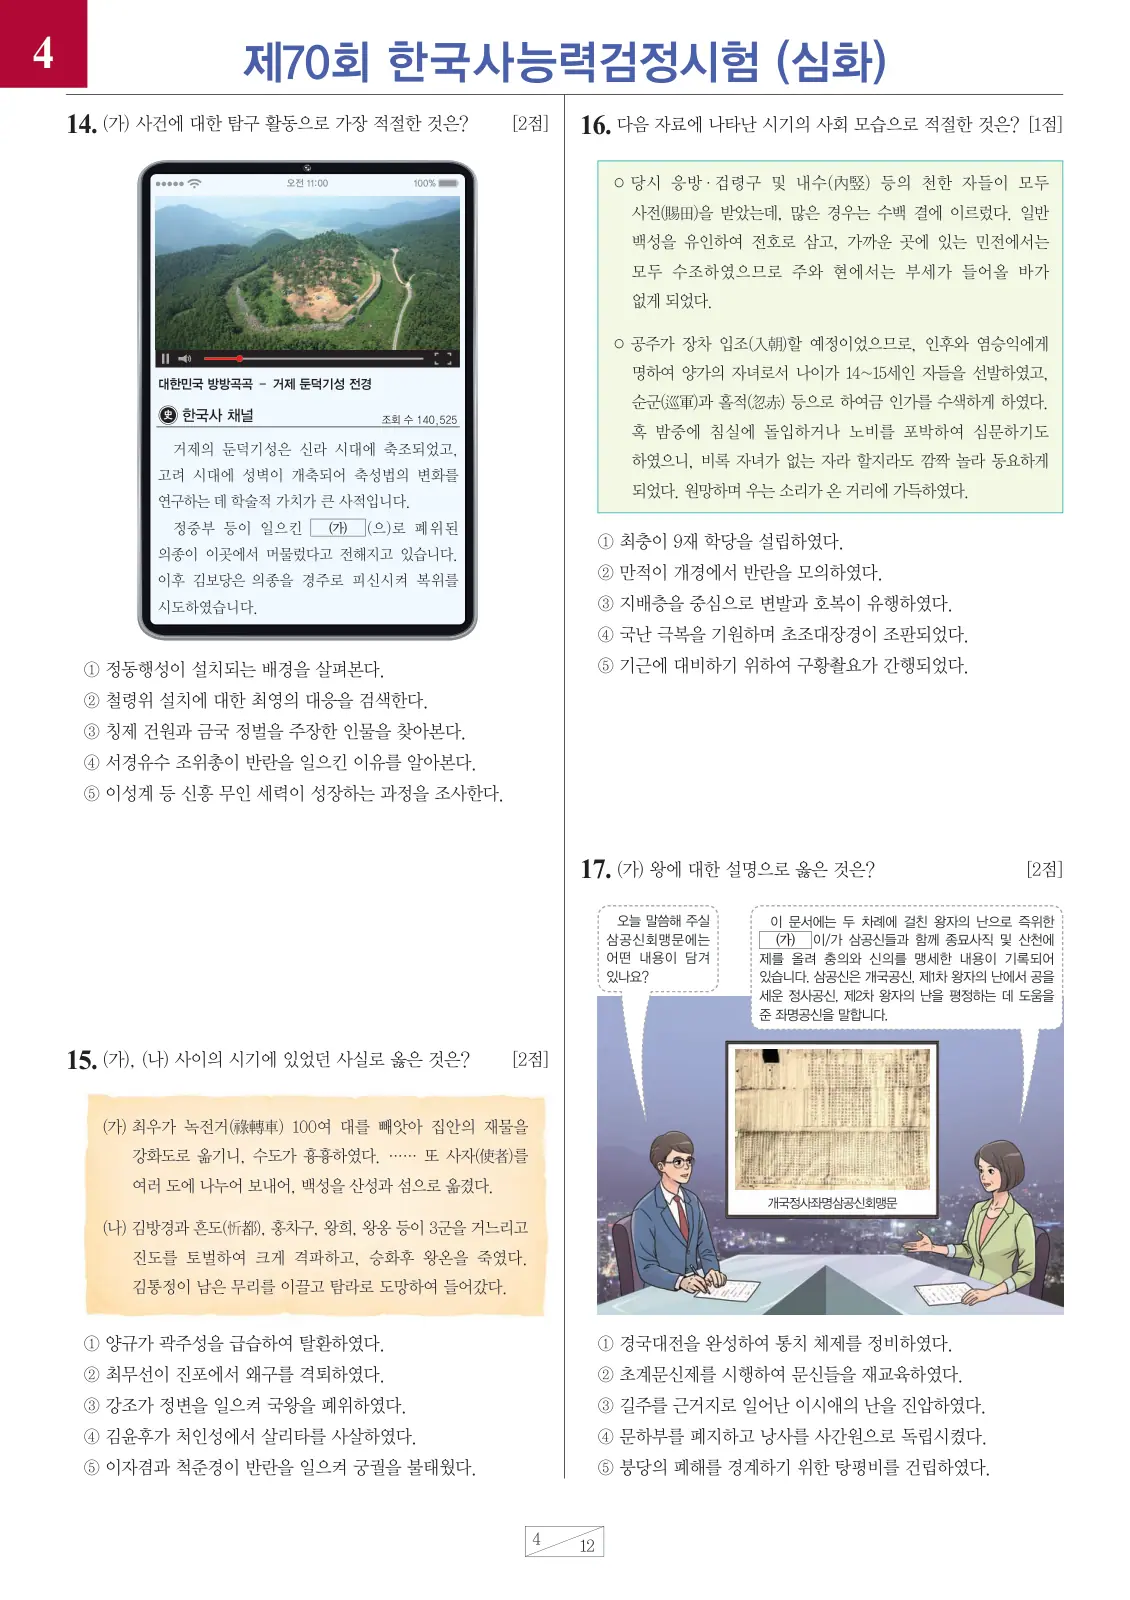 4
제70회 한국사능력검정시험 (심화)
14. (가) 사건에 대한 탐구 활동으로 가장 적절한 것은? [2점]
오전 11:00 100%
대한민국 방방곡곡 – 거제 둔덕기성 전경
史 한국사 채널 조회 수 140,525
거제의 둔덕기성은 신라 시대에 축조되었고,
고려 시대에 성벽이 개축되어 축성법의 변화를
연구하는 데 학술적 가치가 큰 사적입니다.
정중부 등이 일으킨 (가) (으)로 폐위된
의종이 이곳에서 머물렀다고 전해지고 있습니다.
이후 김보당은 의종을 경주로 피신시켜 복위를
시도하였습니다.
① 정동행성이 설치되는 배경을 살펴본다.
② 철령위 설치에 대한 최영의 대응을 검색한다.
③ 칭제 건원과 금국 정벌을 주장한 인물을 찾아본다.
④ 서경유수 조위총이 반란을 일으킨 이유를 알아본다.
⑤ 이성계 등 신흥 무인 세력이 성장하는 과정을 조사한다.
15. (가), (나) 사이의 시기에 있었던 사실로 옳은 것은? [2점]
(가) 최우가 녹전거(祿轉車) 100여 대를 빼앗아 집안의 재물을
강화도로 옮기니, 수도가 흉흉하였다. …… 또 사자(使者)를
여러 도에 나누어 보내어, 백성을 산성과 섬으로 옮겼다.
(나) 김방경과 흔도(忻都), 홍차구, 왕희, 왕옹 등이 3군을 거느리고
진도를 토벌하여 크게 격파하고, 승화후 왕온을 죽였다.
김통정이 남은 무리를 이끌고 탐라로 도망하여 들어갔다.
① 양규가 곽주성을 급습하여 탈환하였다.
② 최무선이 진포에서 왜구를 격퇴하였다.
③ 강조가 정변을 일으켜 국왕을 폐위하였다.
④ 김윤후가 처인성에서 살리타를 사살하였다.
⑤ 이자겸과 척준경이 반란을 일으켜 궁궐을 불태웠다.
16. 다음 자료에 나타난 시기의 사회 모습으로 적절한 것은? [1점]
○ 당시 응방·겁령구 및 내수(內竪) 등의 천한 자들이 모두
사전(賜田)을 받았는데, 많은 경우는 수백 결에 이르렀다. 일반
백성을 유인하여 전호로 삼고, 가까운 곳에 있는 민전에서는
모두 수조하였으므로 주와 현에서는 부세가 들어올 바가
없게 되었다.
○ 공주가 장차 입조(入朝)할 예정이었으므로, 인후와 염승익에게
명하여 양가의 자녀로서 나이가 14~15세인 자들을 선발하였고,
순군(巡軍)과 홀적(忽赤) 등으로 하여금 인가를 수색하게 하였다.
혹 밤중에 침실에 돌입하거나 노비를 포박하여 심문하기도
하였으니, 비록 자녀가 없는 자라 할지라도 깜짝 놀라 동요하게
되었다. 원망하며 우는 소리가 온 거리에 가득하였다.
① 최충이 9재 학당을 설립하였다.
② 만적이 개경에서 반란을 모의하였다.
③ 지배층을 중심으로 변발과 호복이 유행하였다.
④ 국난 극복을 기원하며 초조대장경이 조판되었다.
⑤ 기근에 대비하기 위하여 구황촬요가 간행되었다.
17. (가) 왕에 대한 설명으로 옳은 것은? [2점]
오늘 말씀해 주실
삼공신회맹문에는
어떤 내용이 담겨
있나요?
이 문서에는 두 차례에 걸친 왕자의 난으로 즉위한
(가) 이/가 삼공신들과 함께 종묘사직 및 산천에
제를 올려 충의와 신의를 맹세한 내용이 기록되어
있습니다. 삼공신은 개국공신, 제1차 왕자의 난에서 공을
세운 정사공신, 제2차 왕자의 난을 평정하는 데 도움을
준 좌명공신을 말합니다.
개국정사좌명삼공신회맹문
① 경국대전을 완성하여 통치 체제를 정비하였다.
② 초계문신제를 시행하여 문신들을 재교육하였다.
③ 길주를 근거지로 일어난 이시애의 난을 진압하였다.
④ 문하부를 폐지하고 낭사를 사간원으로 독립시켰다.
⑤ 붕당의 폐해를 경계하기 위한 탕평비를 건립하였다.
4
12